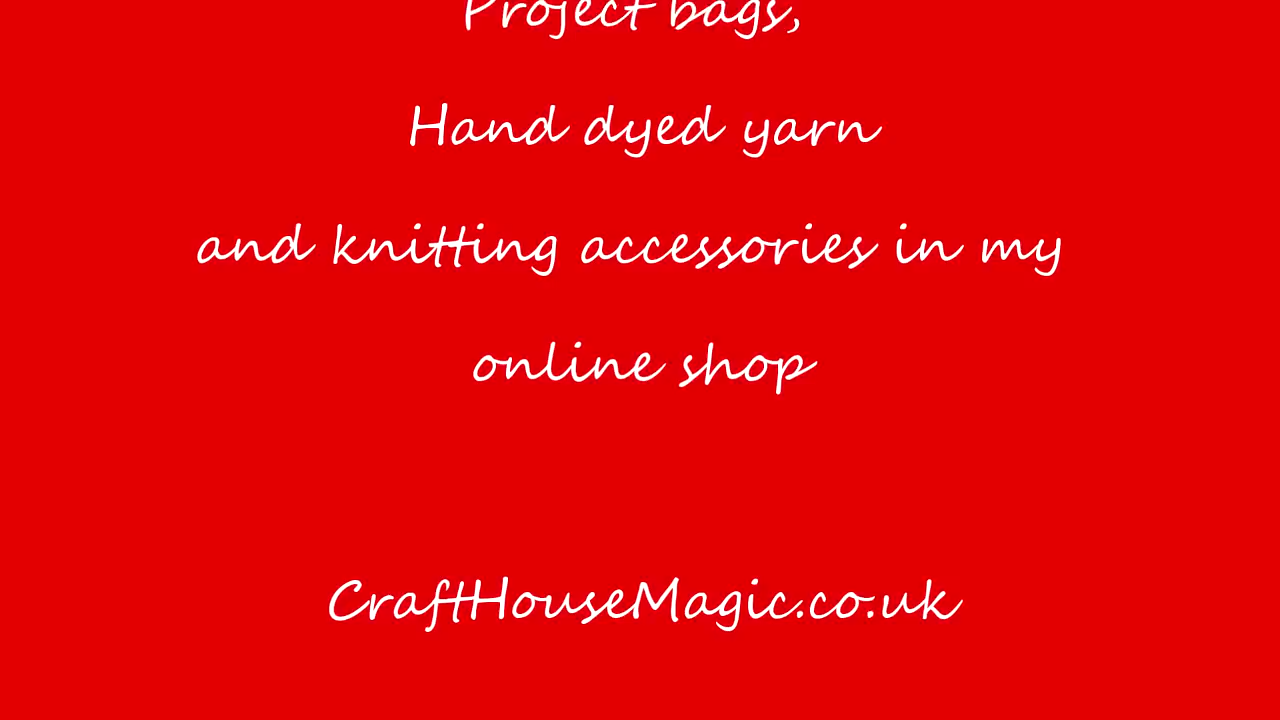 Project bags,
Hand dyed yarn
and knitting accessories in my
online shop
CraftHouseMagic.co.uk